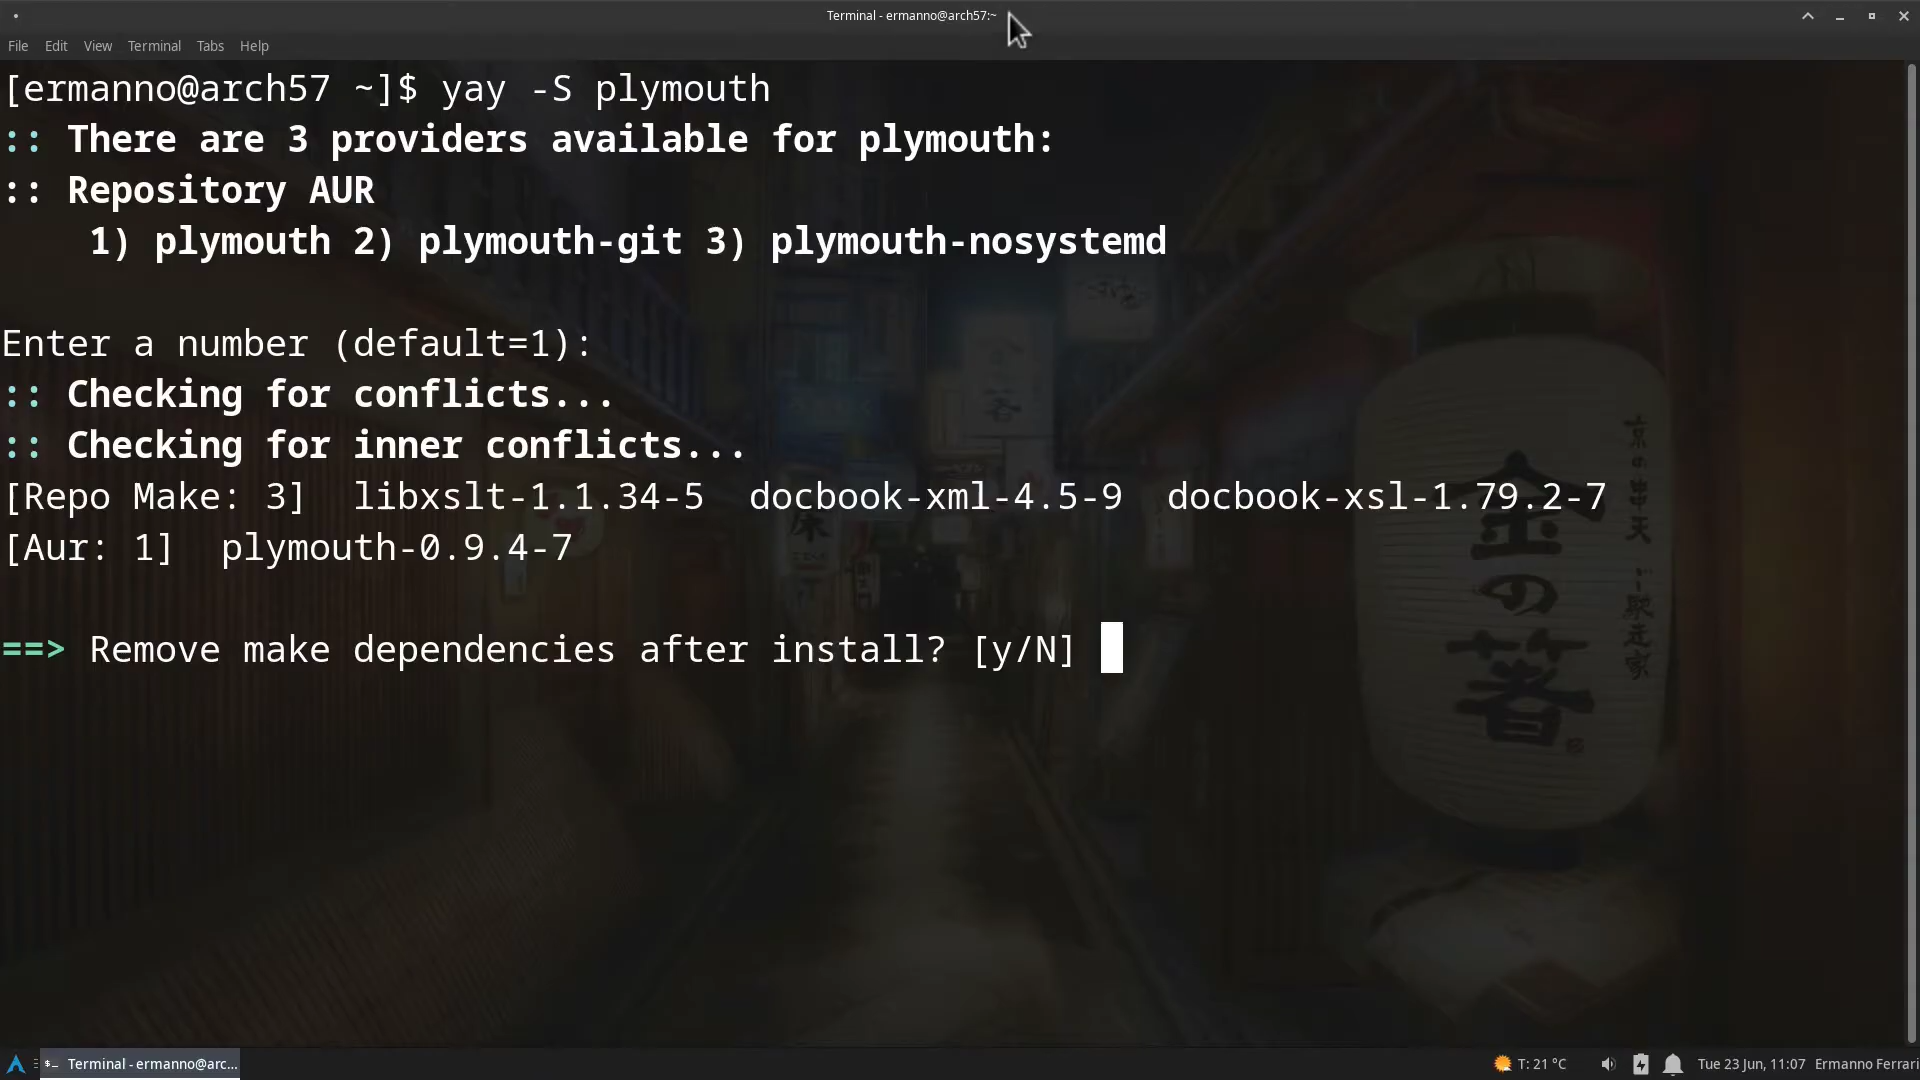 Terminal - ermanno@arch57:~
File Edit View Terminal Tabs Help
[ermanno@arch57 ~]$ yay -S plymouth
:: There are 3 providers available for plymouth:
:: Repository AUR
1) plymouth 2) plymouth-git 3) plymouth-nosystemd
Enter a number (default=1):
:: Checking for conflicts...
:: Checking for inner conflicts...
[Repo Make: 3] libxslt-1.1.34-5 docbook-xml-4.5-9 docbook-xsl-1.79.2-7
[Aur: 1] plymouth-0.9.4-7
==> Remove make dependencies after install? [y/N]
金の
Terminal - ermanno@arc...
T: 21 °C
Tue 23 Jun, 11:07
Ermanno Ferrari